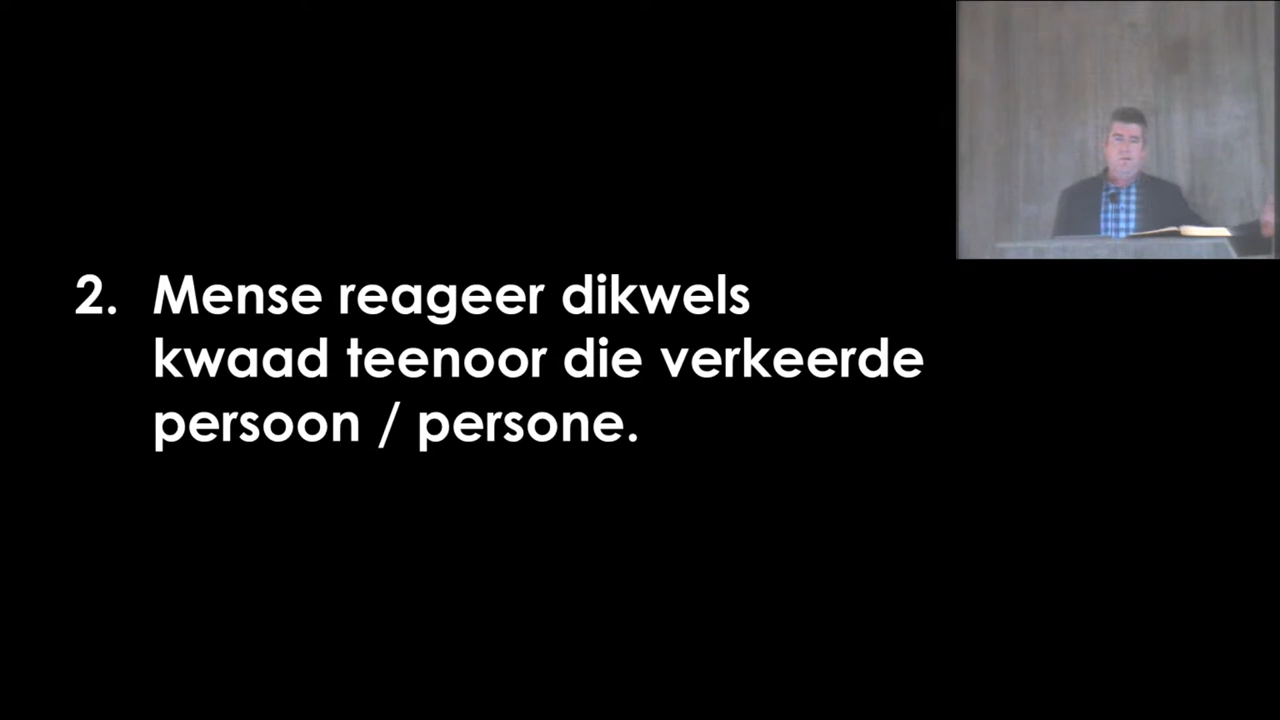 2. Mense reageer dikwels
kwaad teenoor die verkeerde
persoon / persone.